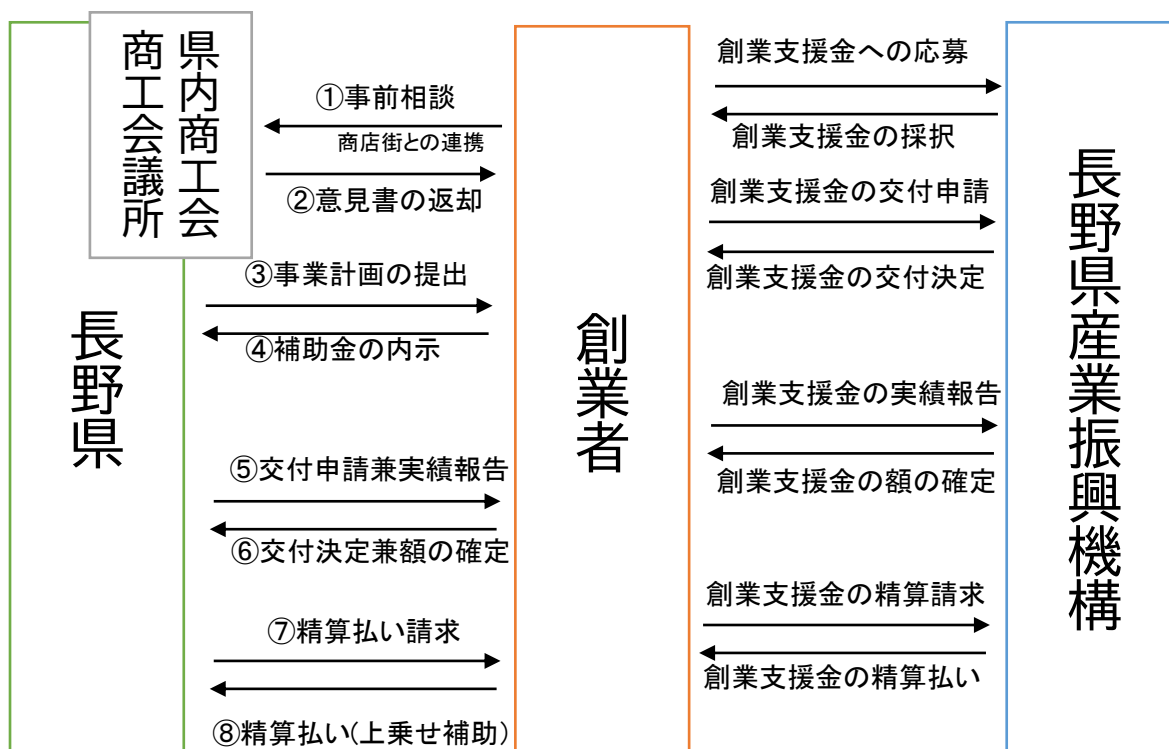 県内商工会
商工会議所
長野県
①事前相談
商店街との連携
②意見書の返却
③事業計画の提出
④補助金の内示
⑤交付申請兼実績報告
⑥交付決定兼額の確定
⑦精算払い請求
⑧精算払い(上乗せ補助)
創業者
創業支援金への応募
創業支援金の採択
創業支援金の交付申請
創業支援金の交付決定
創業支援金の実績報告
創業支援金の額の確定
創業支援金の精算請求
創業支援金の精算払い
長野県産業振興機構